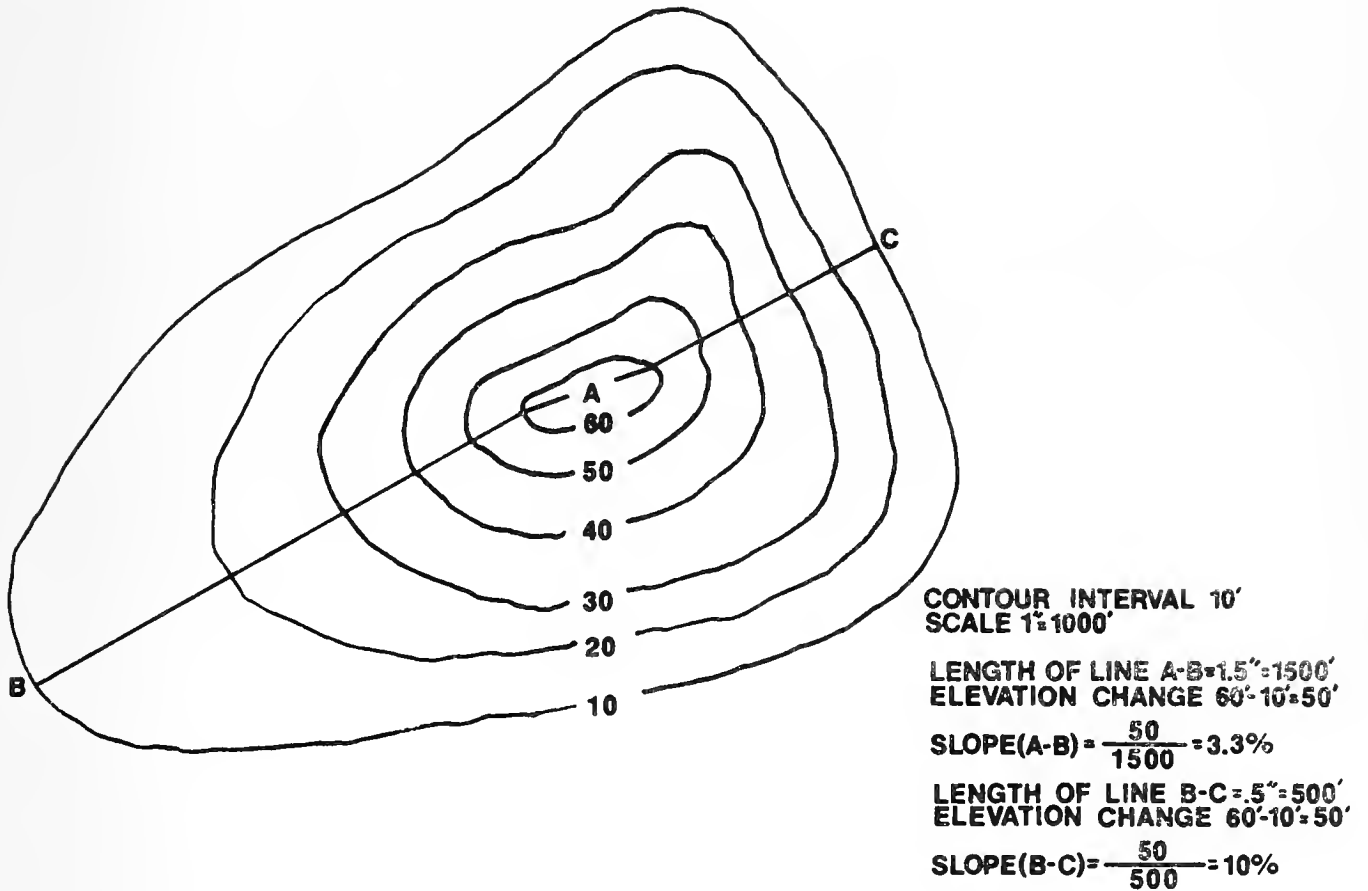 C
A
60
50
40
30
20
10
B
CONTOUR INTERVAL 10'
SCALE 1"=1000'
LENGTH OF LINE A-B=1.5"=1500'
ELEVATION CHANGE 60'-10'=50'
SLOPE(A-B)= 50/1500 =3.3%
LENGTH OF LINE B-C=.5"=500'
ELEVATION CHANGE 60'-10'=50'
SLOPE(B-C)= 50/500 =10%